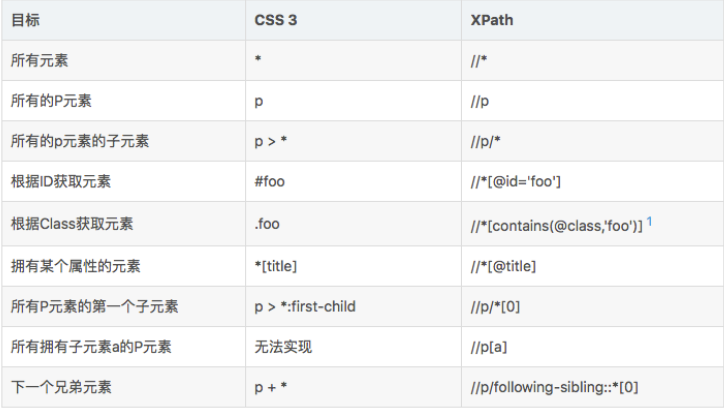 目标 CSS 3 XPath
所有元素 * //*
所有的P元素 p //p
所有的p元素的子元素 p > * //p/*
根据ID获取元素 #foo //*[@id='foo']
根据Class获取元素 .foo //*[contains(@class,'foo')] 1
拥有某个属性的元素 *[title] //*[@title]
所有P元素的第一个子元素 p > *:first-child //p/*[0]
所有拥有子元素a的P元素 无法实现 //p[a]
下一个兄弟元素 p + * //p/following-sibling::*[0]